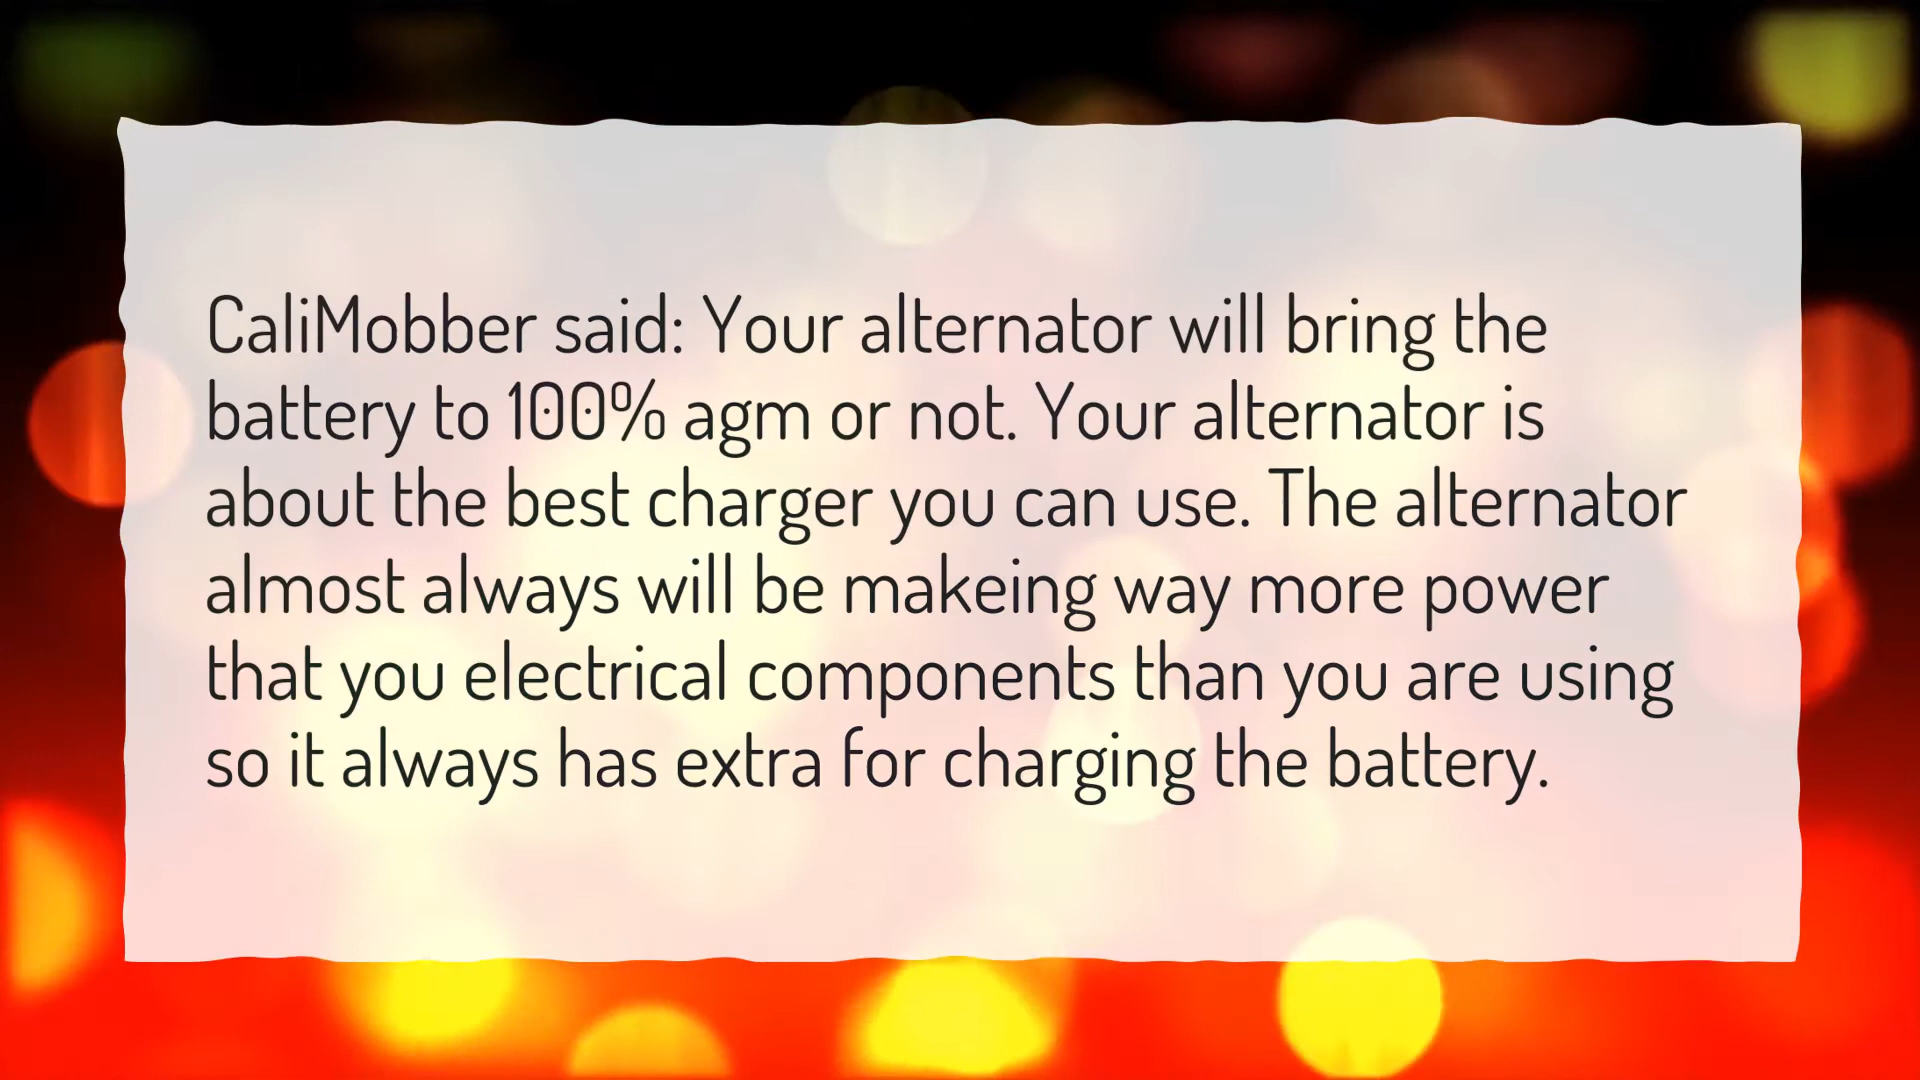 CaliMobber said: Your alternator will bring the
battery to 100% agm or not. Your alternator is
about the best charger you can use. The alternator
almost always will be makeing way more power
that you electrical components than you are using
so it always has extra for charging the battery.